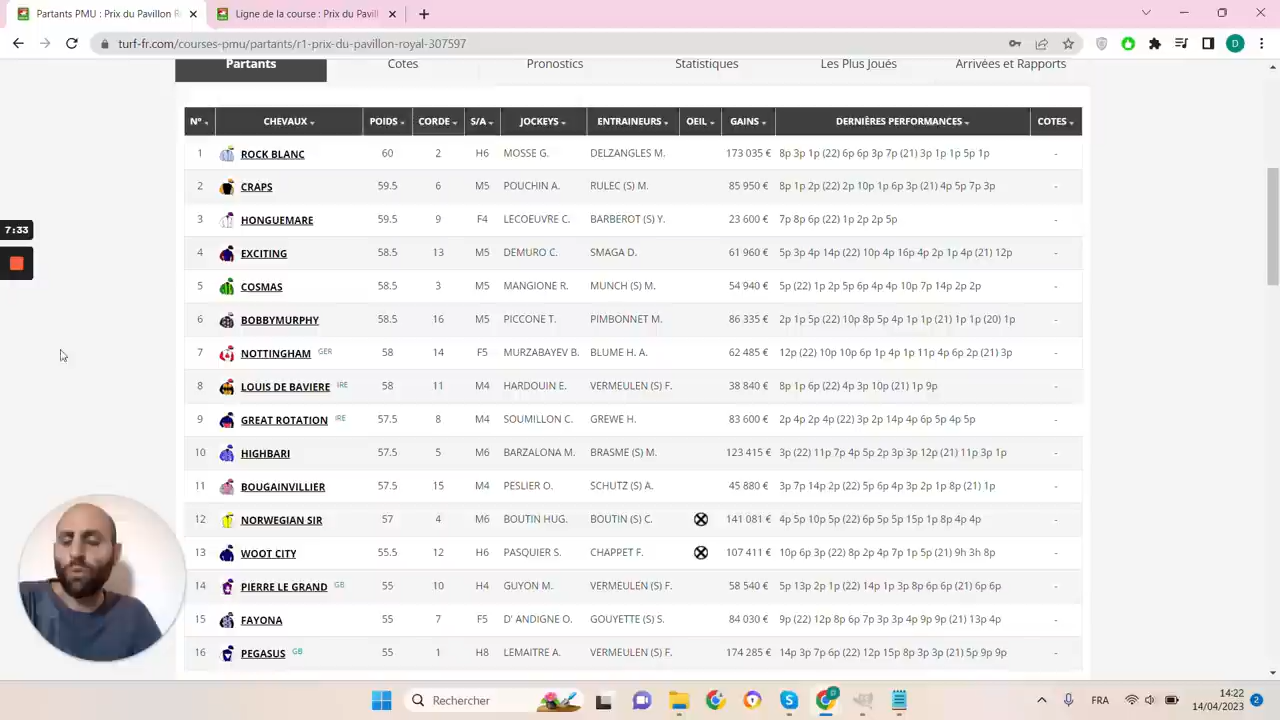 Partants PMU : Prix du Pavillon R
Ligne de la course : Prix du Pavill
turf-fr.com/courses-pmu/partants/r1-prix-du-pavillon-royal-307597
D
Partants Cotes Pronostics Statistiques Les Plus Joués Arrivées et Rapports
N° CHEVAUX POIDS CORDE S/A JOCKEYS ENTRAINEURS OEIL GAINS DERNIÈRES PERFORMANCES COTES
1 ROCK BLANC 60 2 H6 MOSSE G. DELZANGLES M. 173 035 € 8p 3p 1p (22) 6p 6p 3p 7p (21) 3p 1p 1p 5p 1p -
2 CRAPS 59.5 6 M5 POUCHIN A. RULEC (S) M. 85 950 € 8p 1p 2p (22) 2p 10p 1p 6p 3p (21) 4p 5p 7p 3p -
3 HONGUEMARE 59.5 9 F4 LECOEUVRE C. BARBEROT (S) Y. 23 600 € 7p 8p 6p (22) 1p 2p 2p 5p -
4 EXCITING 58.5 13 M5 DEMURO C. SMAGA D. 61 960 € 5p 3p 4p 14p (22) 10p 4p 16p 4p 2p 1p 4p (21) 12p -
5 COSMAS 58.5 3 M5 MANGIONE R. MUNCH (S) M. 54 940 € 5p (22) 1p 2p 5p 6p 4p 4p 10p 7p 14p 2p 2p -
6 BOBBYMURPHY 58.5 16 M5 PICCONE T. PIMBONNET M. 86 335 € 2p 1p 5p (22) 10p 8p 5p 4p 1p 1p (21) 1p 1p (20) 1p -
7 NOTTINGHAM GER 58 14 F5 MURZABAYEV B. BLUME H. A. 62 485 € 12p (22) 10p 10p 6p 1p 4p 1p 11p 4p 6p 2p (21) 3p -
8 LOUIS DE BAVIERE IRE 58 11 M4 HARDOUIN E. VERMEULEN (S) F. 38 840 € 8p 1p 6p (22) 4p 3p 10p (21) 1p 9p -
9 GREAT ROTATION IRE 57.5 8 M4 SOUMILLON C. GREWE H. 83 600 € 2p 4p 2p 4p (22) 3p 2p 14p 4p 6p 5p 4p 5p -
10 HIGHBARI 57.5 5 M6 BARZALONA M. BRASME (S) M. 123 415 € 3p (22) 11p 7p 4p 5p 2p 3p 3p 12p (21) 11p 3p 1p -
11 BOUGAINVILLIER 57.5 15 M4 PESLIER O. SCHUTZ (S) A. 45 880 € 3p 7p 14p 2p (22) 5p 6p 4p 3p 2p 1p 8p (21) 1p -
12 NORWEGIAN SIR 57 4 M6 BOUTIN HUG. BOUTIN (S) C. 141 081 € 4p 5p 10p 5p (22) 6p 5p 5p 15p 1p 8p 4p 4p -
13 WOOT CITY 55.5 12 H6 PASQUIER S. CHAPPET F. 107 411 € 10p 6p 3p (22) 8p 2p 4p 7p 1p 5p (21) 9h 3h 8p -
14 PIERRE LE GRAND GB 55 10 H4 GUYON M. VERMEULEN (S) F. 58 540 € 5p 13p 2p 1p (22) 14p 1p 3p 8p 6p 6p (21) 6p 6p -
15 FAYONA 55 7 F5 D' ANDIGNE O. GOUYETTE (S) S. 84 030 € 9p (22) 12p 8p 6p 7p 3p 3p 4p 9p 9p (21) 13p 4p -
16 PEGASUS GB 55 1 H8 LEMAITRE A. VERMEULEN (S) F. 174 285 € 14p 3p 7p 6p (22) 12p 15p 8p 3p 3p (21) 5p 9p 9p -
7:33
Rechercher
FRA
14:22
14/04/2023
2